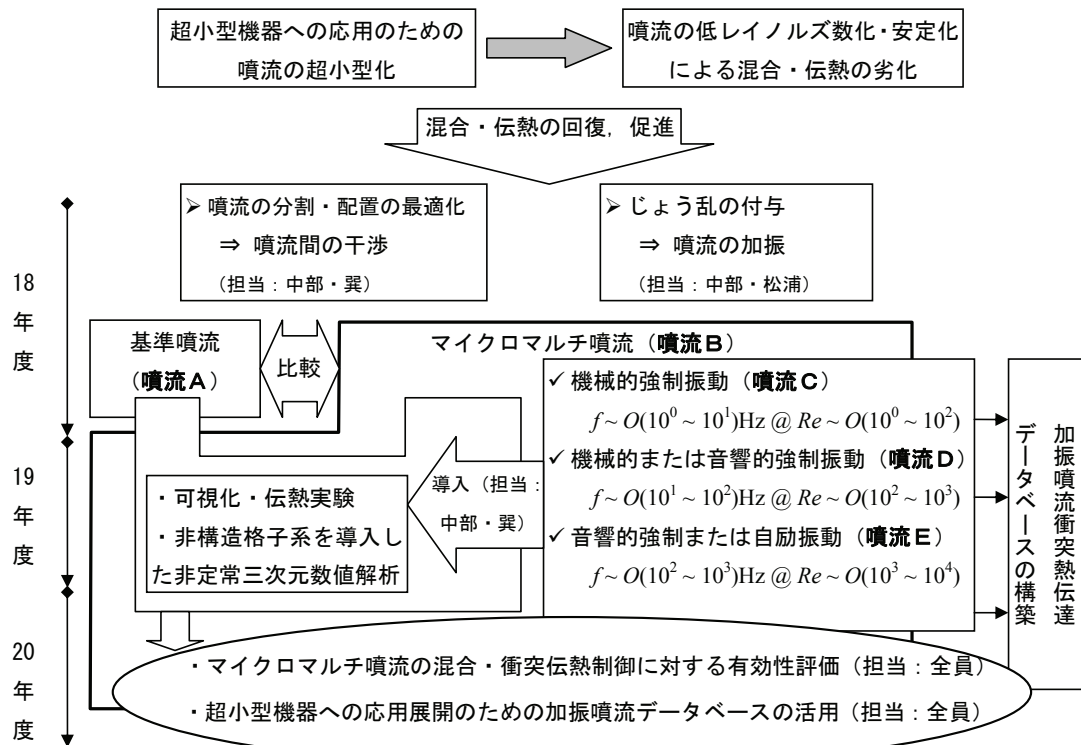 超小型機器への応用のための
噴流の超小型化
噴流の低レイノルズ数化・安定化
による混合・伝熱の劣化
混合・伝熱の回復，促進
➢ 噴流の分割・配置の最適化
⇒ 噴流間の干渉
（担当：中部・巽）
➢ じょう乱の付与
⇒ 噴流の加振
（担当：中部・松浦）
18
年
度
基準噴流
（噴流A）
比較
マイクロマルチ噴流（噴流B）
✓ 機械的強制振動（噴流C）
f ~ O(10⁰ ~ 10¹)Hz @ Re ~ O(10⁰ ~ 10²)
✓ 機械的または音響的強制振動（噴流D）
f ~ O(10¹ ~ 10²)Hz @ Re ~ O(10² ~ 10³)
✓ 音響的強制または自励振動（噴流E）
f ~ O(10² ~ 10³)Hz @ Re ~ O(10³ ~ 10⁴)
加振噴流衝突熱伝達
データベースの構築
19
年
度
導入（担当：
中部・巽）
・可視化・伝熱実験
・非構造格子系を導入し
た非定常三次元数値解析
20
年
度
・マイクロマルチ噴流の混合・衝突伝熱制御に対する有効性評価（担当：全員）
・超小型機器への応用展開のための加振噴流データベースの活用（担当：全員）